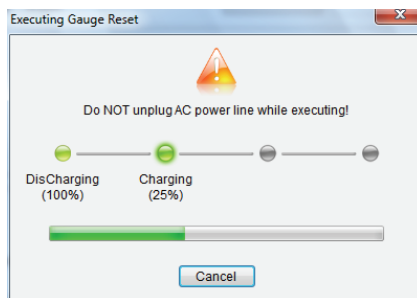 Executing Gauge Reset
x
Do NOT unplug AC power line while executing!
DisCharging
(100%)
Charging
(25%)
Cancel